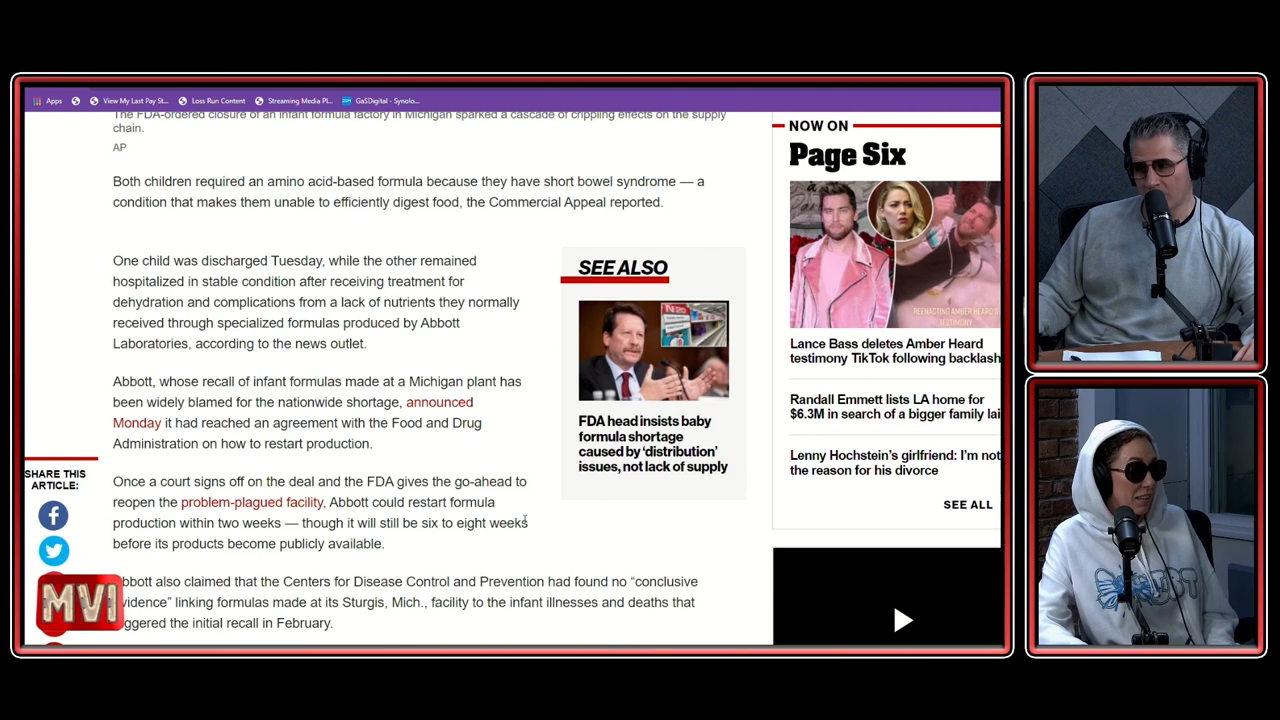 Apps
View My Last Pay St...
Loss Run Content
Streaming Media Pl...
GaSDigital - Synolo...
The FDA-ordered closure of an infant formula factory in Michigan sparked a cascade of crippling effects on the supply
chain.
AP
Both children required an amino acid-based formula because they have short bowel syndrome — a
condition that makes them unable to efficiently digest food, the Commercial Appeal reported.
One child was discharged Tuesday, while the other remained
hospitalized in stable condition after receiving treatment for
dehydration and complications from a lack of nutrients they normally
received through specialized formulas produced by Abbott
Laboratories, according to the news outlet.
Abbott, whose recall of infant formulas made at a Michigan plant has
been widely blamed for the nationwide shortage, announced
Monday it had reached an agreement with the Food and Drug
Administration on how to restart production.
Once a court signs off on the deal and the FDA gives the go-ahead to
reopen the problem-plagued facility, Abbott could restart formula
production within two weeks — though it will still be six to eight weeks
before its products become publicly available.
bbott also claimed that the Centers for Disease Control and Prevention had found no “conclusive
vidence” linking formulas made at its Sturgis, Mich., facility to the infant illnesses and deaths that
ggered the initial recall in February.
SHARE THIS
ARTICLE:
MVI
SEE ALSO
FDA head insists baby
formula shortage
caused by ‘distribution’
issues, not lack of supply
NOW ON
Page Six
REENACTING AMBER HEARD'S
TESTIMONY
Lance Bass deletes Amber Heard
testimony TikTok following backlash
Randall Emmett lists LA home for
$6.3M in search of a bigger family lai
Lenny Hochstein's girlfriend: I'm not
the reason for his divorce
SEE ALL